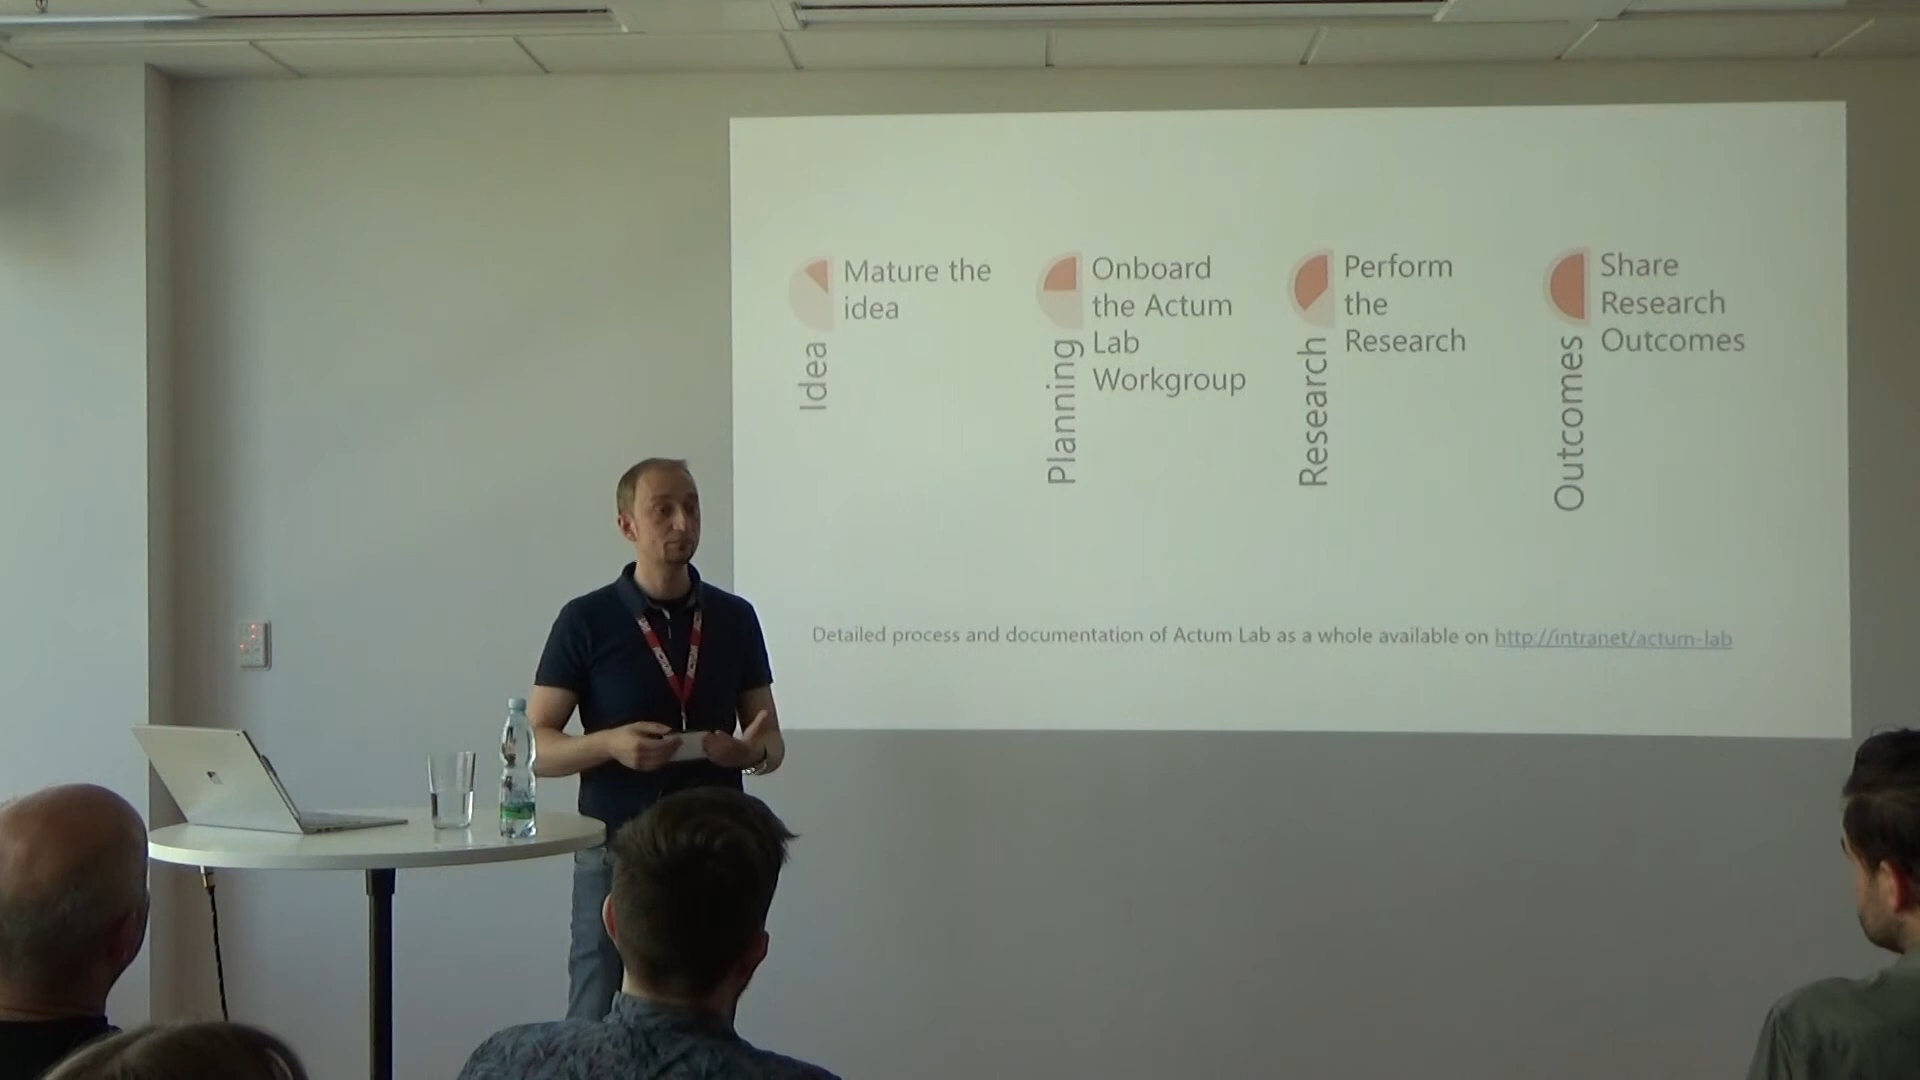 Mature the
idea
Idea
Onboard
the Actum
Lab
Workgroup
Planning
Perform
the
Research
Research
Share
Research
Outcomes
Outcomes
Detailed process and documentation of Actum Lab as a whole available on http://intranet/actum-lab